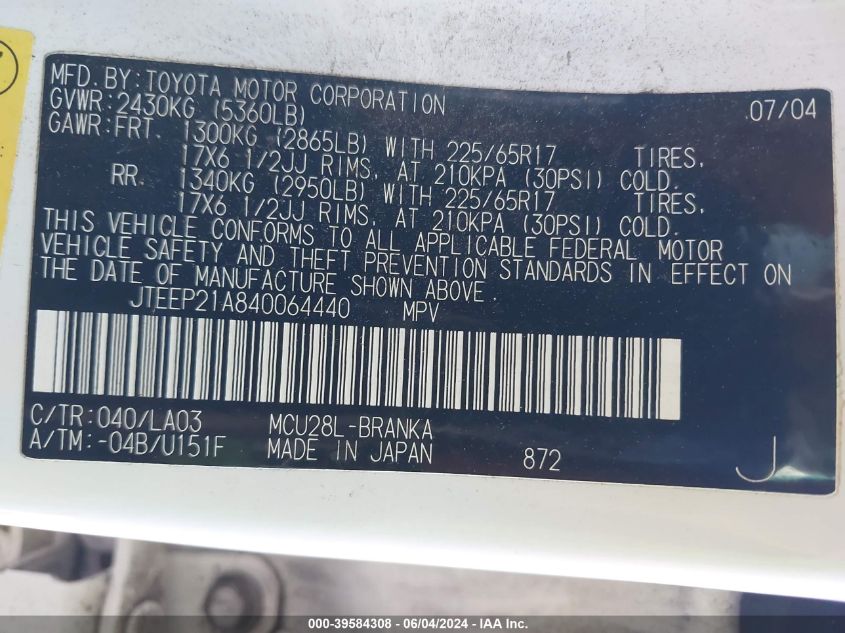 MFD. BY: TOYOTA MOTOR CORPORATION 07/04
GVWR: 2430KG (5360LB)
GAWR: FRT. 1300KG (2865LB) WITH 225/65R17 TIRES,
17X6 1/2JJ RIMS, AT 210KPA (30PSI) COLD.
RR. 1340KG (2950LB) WITH 225/65R17 TIRES,
17X6 1/2JJ RIMS, AT 210KPA (30PSI) COLD.
THIS VEHICLE CONFORMS TO ALL APPLICABLE FEDERAL MOTOR
VEHICLE SAFETY AND THEFT PREVENTION STANDARDS IN EFFECT ON
THE DATE OF MANUFACTURE SHOWN ABOVE.
JTEEP21A840064440 MPV
C/TR: 040/LA03 MCU28L-BRANKA
A/TM: -04B/U151F MADE IN JAPAN 872 J
000-39584308 - 06/04/2024 - IAA Inc.